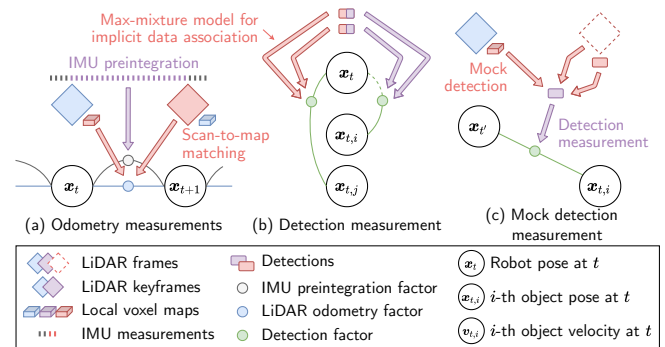 Max-mixture model for
implicit data association
IMU preintegration
Scan-to-map
matching
x_t
x_{t+1}
(a) Odometry measurements
x_t
x_{t,i}
x_{t,j}
(b) Detection measurement
Mock
detection
Detection
measurement
x_{t'}
x_{t,i}
(c) Mock detection
measurement
LiDAR frames
LiDAR keyframes
Local voxel maps
IMU measurements
Detections
IMU preintegration factor
LiDAR odometry factor
Detection factor
x_t Robot pose at t
x_{t,i} i-th object pose at t
v_{t,i} i-th object velocity at t